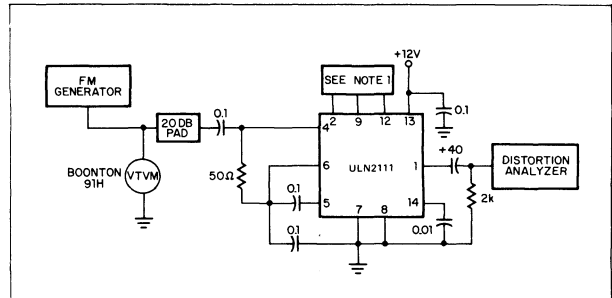 +12V
FM
GENERATOR
SEE NOTE 1
20 DB
PAD
0.1
2 9 12 13
0.1
4
BOONTON
91H
VTVM
50Ω
6
ULN2111
1
+40
DISTORTION
ANALYZER
0.1
5
14
2k
7 8
0.01
0.1